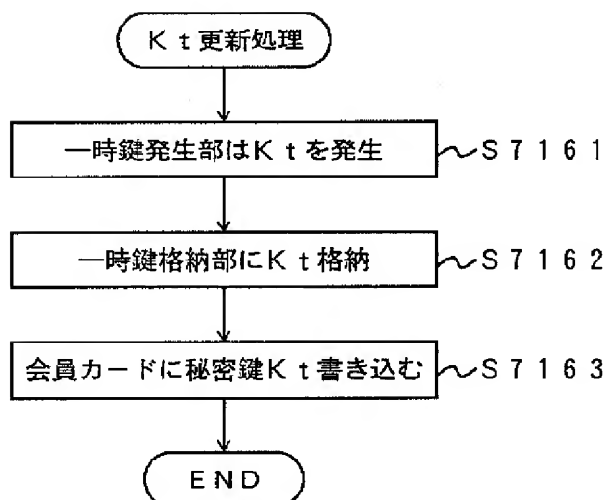 Kt更新処理
一時鍵発生部はKtを発生 S7161
一時鍵格納部にKt格納 S7162
会員カードに秘密鍵Kt書き込む S7163
END